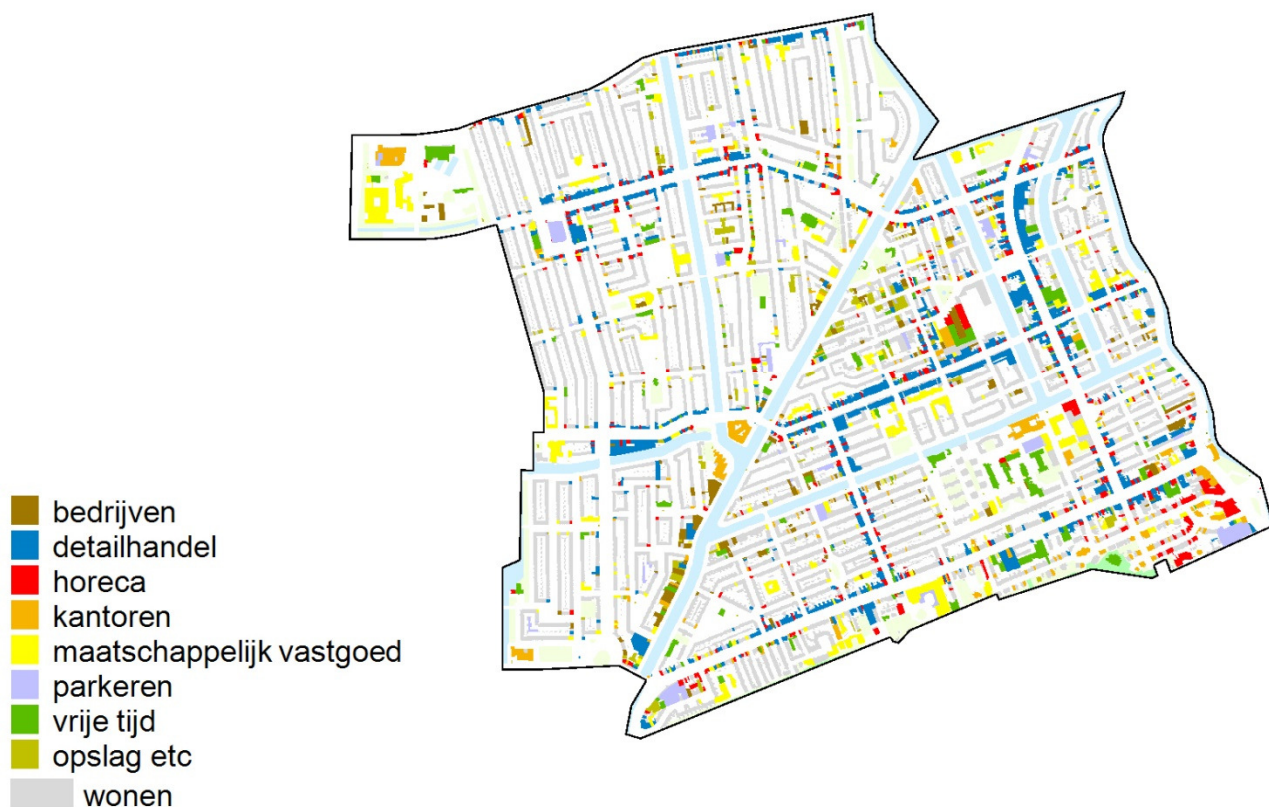 bedrijven
detailhandel
horeca
kantoren
maatschappelijk vastgoed
parkeren
vrije tijd
opslag etc
wonen